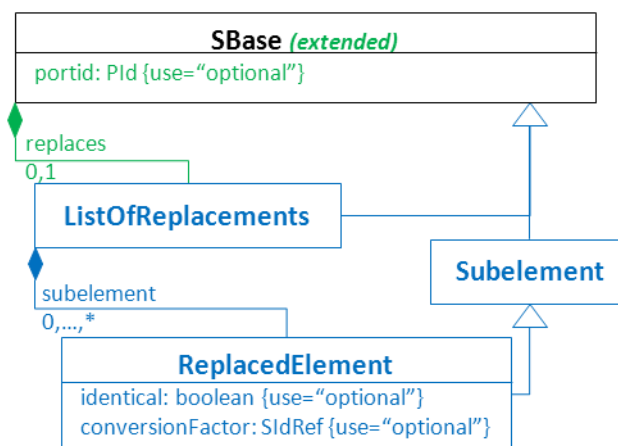 SBase (extended)
portid: PId {use=“optional”}
replaces
0,1
ListOfReplacements
Subelement
subelement
0,...,*
ReplacedElement
identical: boolean {use=“optional”}
conversionFactor: SIdRef {use=“optional”}